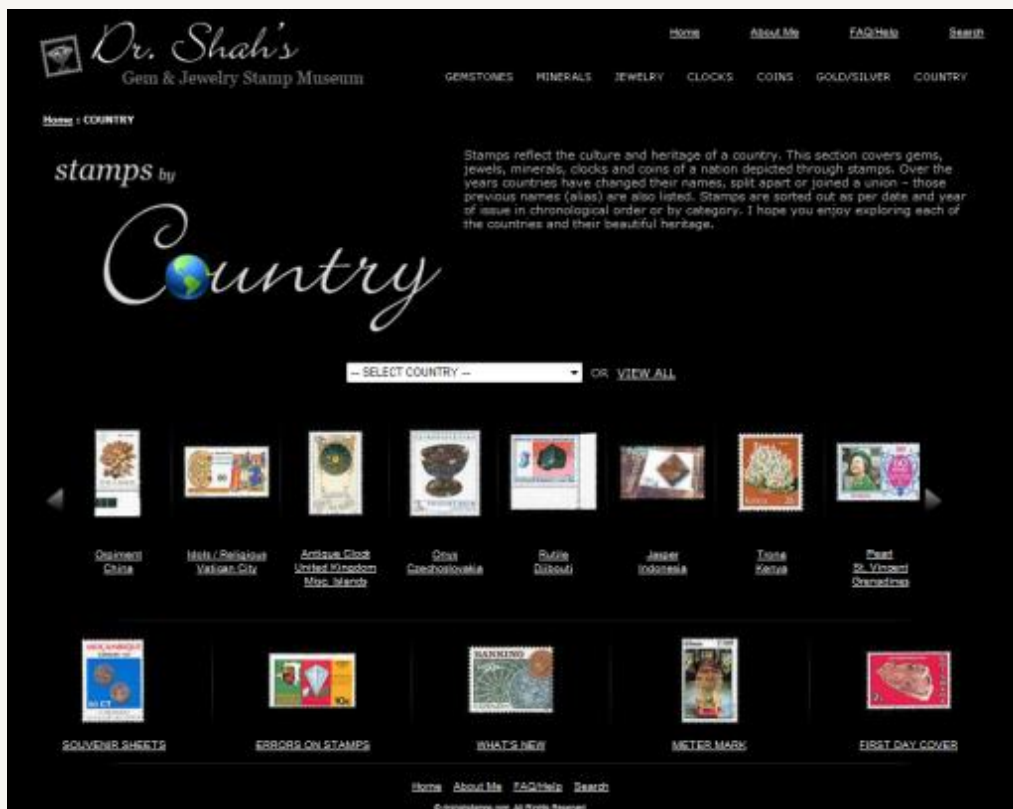 Dr. Shah's
Gem & Jewelry Stamp Museum
Home About Me FAQ/Help Search
GEMSTONES MINERALS JEWELRY CLOCKS COINS GOLD/SILVER COUNTRY
Home : COUNTRY
stamps by
Country
Stamps reflect the culture and heritage of a country. This section covers gems,
jewels, minerals, clocks and coins of a nation depicted through stamps. Over the
years countries have changed their names, split apart or joined a union – those
previous names (alias) are also listed. Stamps are sorted out as per date and year
of issue in chronological order or by category. I hope you enjoy exploring each of
the countries and their beautiful heritage.
-- SELECT COUNTRY -- OR VIEW ALL
Orpiment
China
Idols / Religious
Vatican City
Antique Clock
United Kingdom
Misc. Islands
Onyx
Czechoslovakia
Rutile
Djibouti
Jasper
Indonesia
Trona
Kenya
Pearl
St. Vincent
Grenadines
MOÇAMBIQUE
BANKING
SOUVENIR SHEETS
ERRORS ON STAMPS
WHAT'S NEW
METER MARK
FIRST DAY COVER
Home About Me FAQ/Help Search
All Rights Reserved